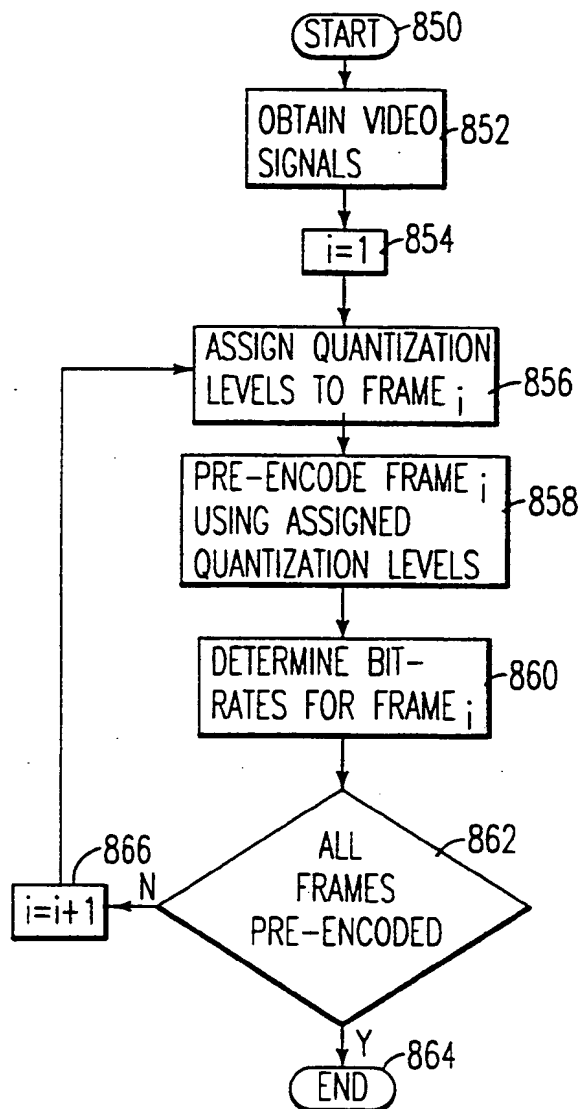 START 850
OBTAIN VIDEO
SIGNALS 852
i=1 854
ASSIGN QUANTIZATION
LEVELS TO FRAME i 856
PRE-ENCODE FRAME i
USING ASSIGNED 858
QUANTIZATION LEVELS
DETERMINE BIT-
RATES FOR FRAME i 860
ALL 862
FRAMES
PRE-ENCODED
866
N
i=i+1
Y
END 864